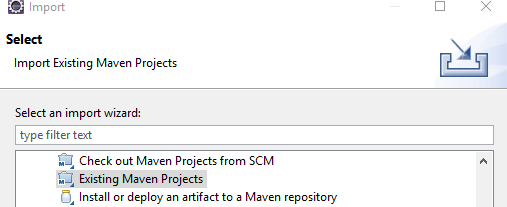 Import
Select
Import Existing Maven Projects
Select an import wizard:
type filter text
Check out Maven Projects from SCM
Existing Maven Projects
Install or deploy an artifact to a Maven repository